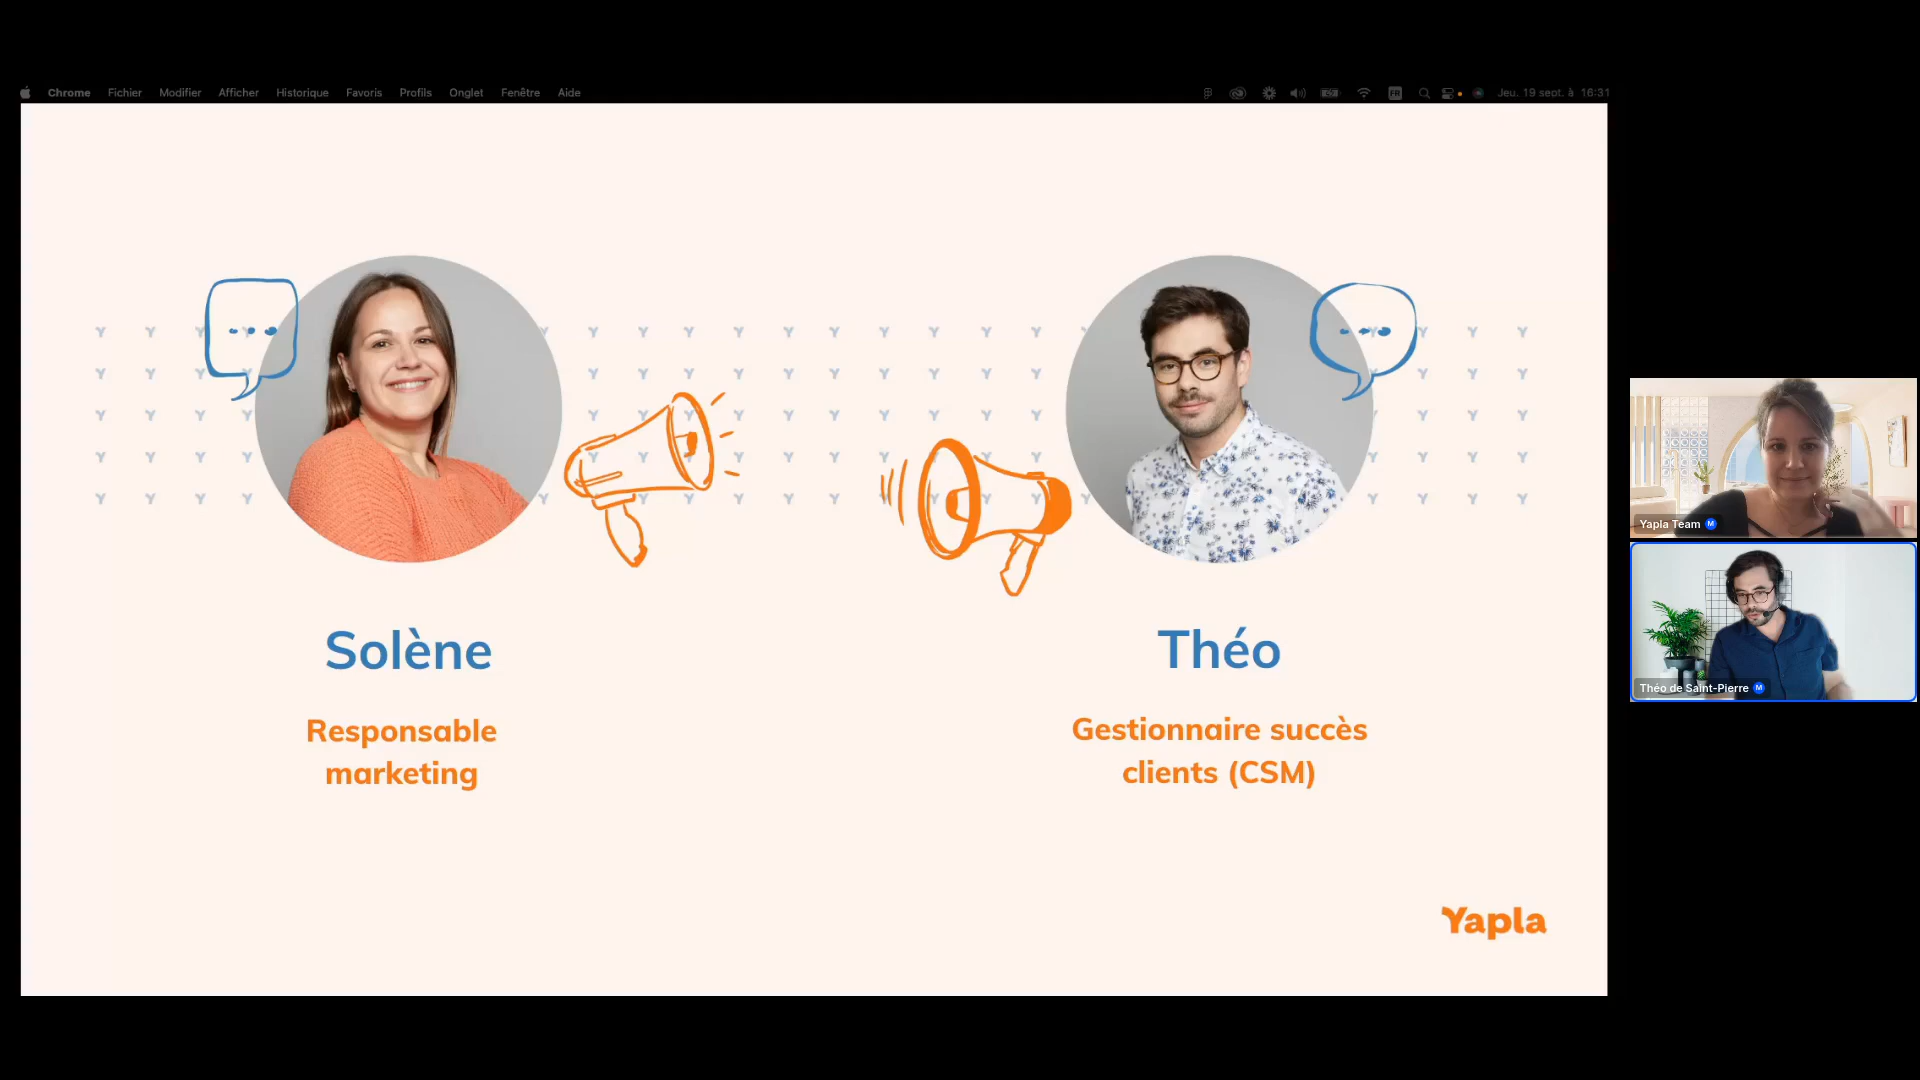 Chrome Fichier Modifier Afficher Historique Favoris Profils Onglet Fenêtre Aide
FR
Jeu. 19 sept. à 16:31
Solène
Responsable
marketing
Théo
Gestionnaire succès
clients (CSM)
Yapla
Yapla Team M
Théo de Saint-Pierre M